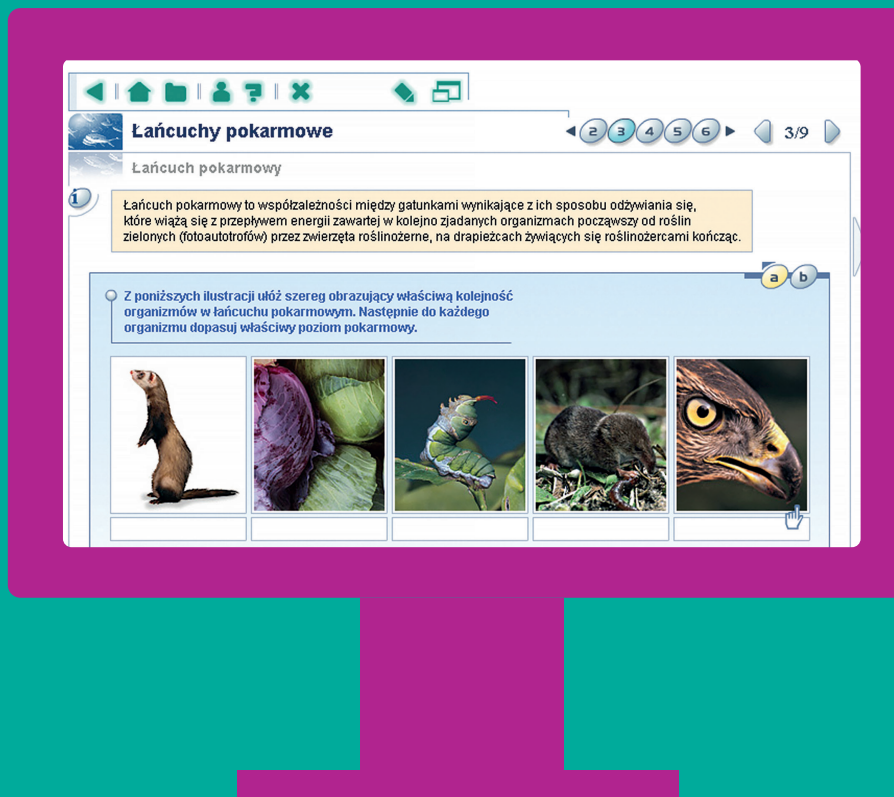 Łańcuchy pokarmowe
2 3 4 5 6
3/9
Łańcuch pokarmowy
i
Łańcuch pokarmowy to współzależności między gatunkami wynikające z ich sposobu odżywiania się,
które wiążą się z przepływem energii zawartej w kolejno zjadanych organizmach począwszy od roślin
zielonych (fotoautotrofów) przez zwierzęta roślinożerne, na drapieżcach żywiących się roślinożercami kończąc.
a b
Z poniższych ilustracji ułóż szereg obrazujący właściwą kolejność
organizmów w łańcuchu pokarmowym. Następnie do każdego
organizmu dopasuj właściwy poziom pokarmowy.